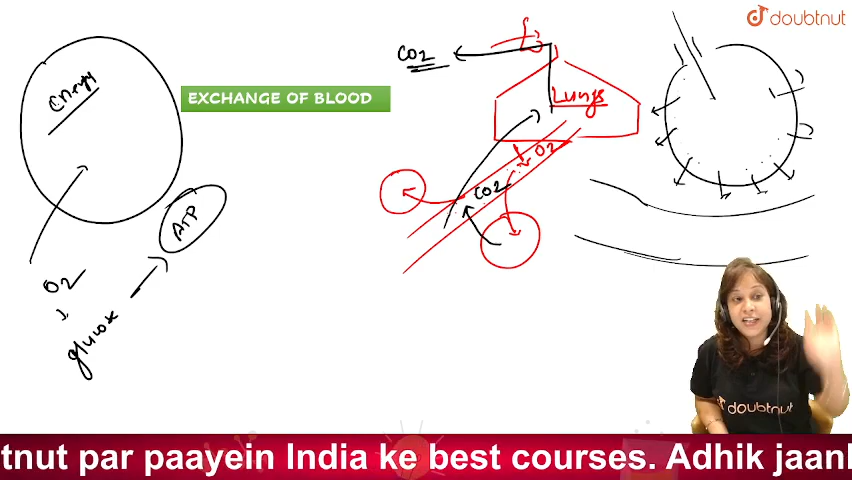 doubtnut
Energy
EXCHANGE OF BLOOD
CO2
Lungs
O2
CO2
ATP
O2
glucose
doubtnut
tnut par paayein India ke best courses. Adhik jaanl